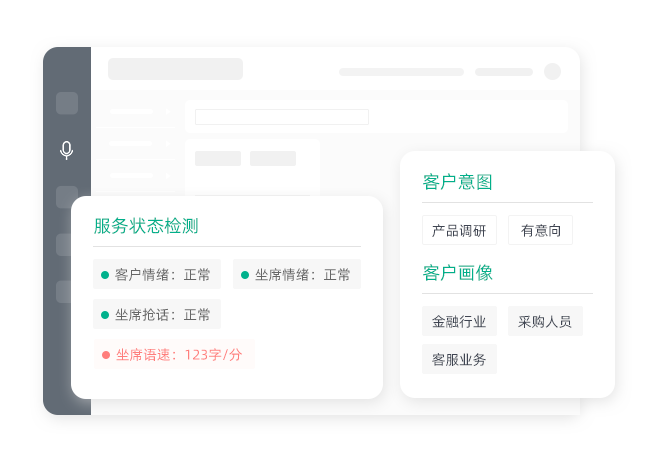 客户意图
产品调研 有意向
客户画像
金融行业 采购人员
客服业务
服务状态检测
客户情绪：正常 坐席情绪：正常
坐席抢话：正常
坐席语速：123字/分